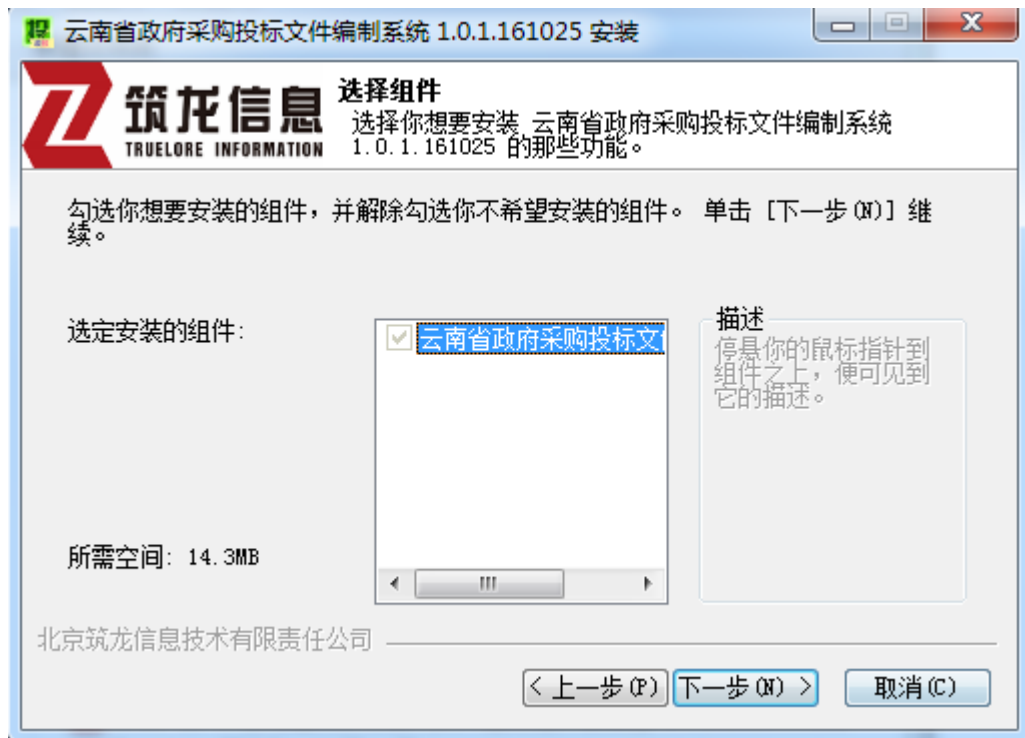 云南省政府采购投标文件编制系统 1.0.1.161025 安装
筑龙信息
TRUELORE INFORMATION
选择组件
选择你想要安装 云南省政府采购投标文件编制系统
1.0.1.161025 的那些功能。
勾选你想要安装的组件，并解除勾选你不希望安装的组件。 单击 [下一步(N)] 继
续。
选定安装的组件:
云南省政府采购投标文
描述
停悬你的鼠标指针到
组件之上，便可见到
它的描述。
所需空间: 14.3MB
北京筑龙信息技术有限责任公司
< 上一步(P)
下一步(N) >
取消(C)